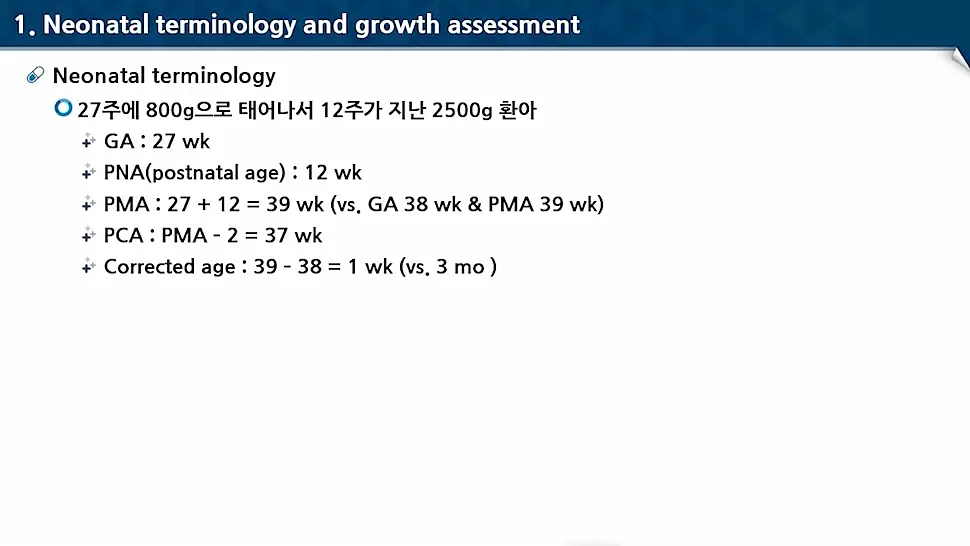 1. Neonatal terminology and growth assessment
Neonatal terminology
27주에 800g으로 태어나서 12주가 지난 2500g 환아
GA : 27 wk
PNA(postnatal age) : 12 wk
PMA : 27 + 12 = 39 wk (vs. GA 38 wk & PMA 39 wk)
PCA : PMA - 2 = 37 wk
Corrected age : 39 - 38 = 1 wk (vs. 3 mo )